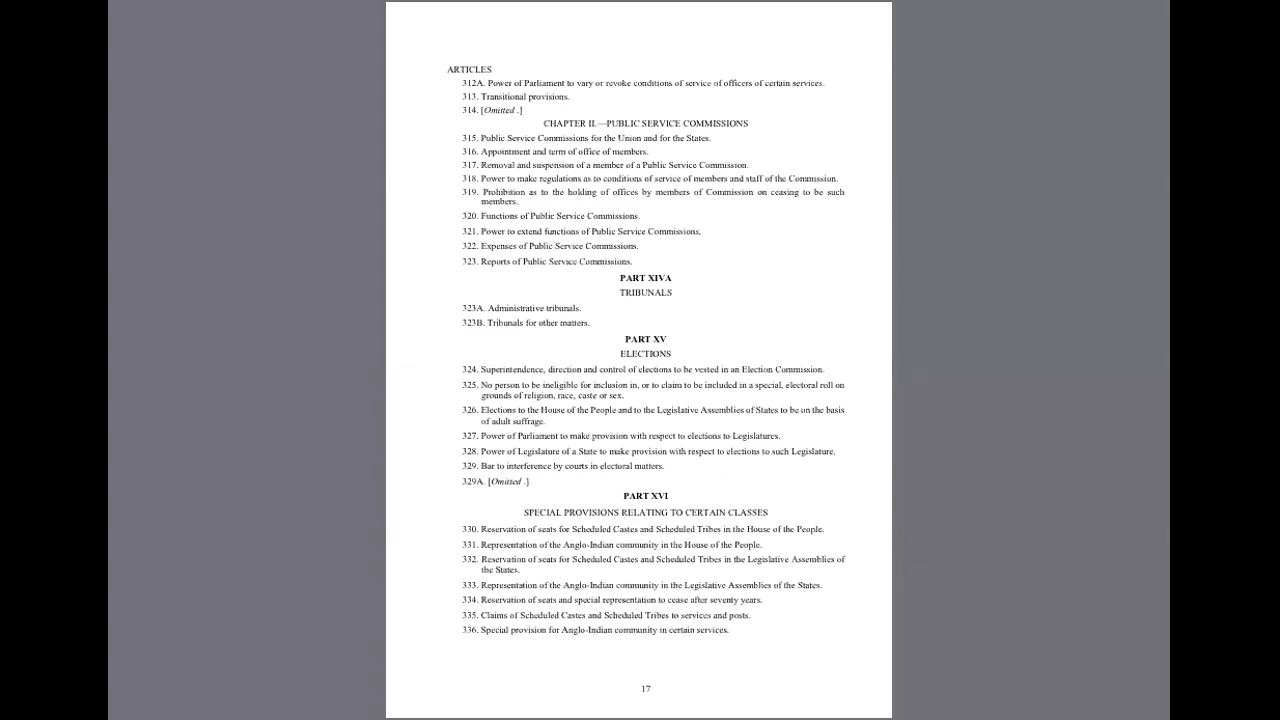 ARTICLES
312A. Power of Parliament to vary or revoke conditions of service of officers of certain services.
313. Transitional provisions.
314. [Omitted .]
CHAPTER II.—PUBLIC SERVICE COMMISSIONS
315. Public Service Commissions for the Union and for the States.
316. Appointment and term of office of members.
317. Removal and suspension of a member of a Public Service Commission.
318. Power to make regulations as to conditions of service of members and staff of the Commission.
319. Prohibition as to the holding of offices by members of Commission on ceasing to be such
members.
320. Functions of Public Service Commissions.
321. Power to extend functions of Public Service Commissions.
322. Expenses of Public Service Commissions.
323. Reports of Public Service Commissions.
PART XIVA
TRIBUNALS
323A. Administrative tribunals.
323B. Tribunals for other matters.
PART XV
ELECTIONS
324. Superintendence, direction and control of elections to be vested in an Election Commission.
325. No person to be ineligible for inclusion in, or to claim to be included in a special, electoral roll on
grounds of religion, race, caste or sex.
326. Elections to the House of the People and to the Legislative Assemblies of States to be on the basis
of adult suffrage.
327. Power of Parliament to make provision with respect to elections to Legislatures.
328. Power of Legislature of a State to make provision with respect to elections to such Legislature.
329. Bar to interference by courts in electoral matters.
329A. [Omitted .]
PART XVI
SPECIAL PROVISIONS RELATING TO CERTAIN CLASSES
330. Reservation of seats for Scheduled Castes and Scheduled Tribes in the House of the People.
331. Representation of the Anglo-Indian community in the House of the People.
332. Reservation of seats for Scheduled Castes and Scheduled Tribes in the Legislative Assemblies of
the States.
333. Representation of the Anglo-Indian community in the Legislative Assemblies of the States.
334. Reservation of seats and special representation to cease after seventy years.
335. Claims of Scheduled Castes and Scheduled Tribes to services and posts.
336. Special provision for Anglo-Indian community in certain services.
17